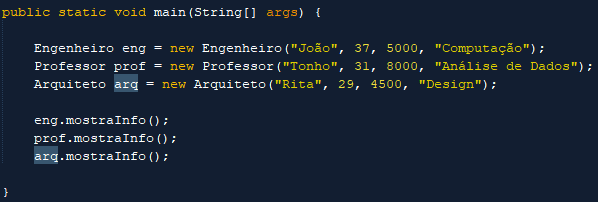 public static void main(String[] args) {
Engenheiro eng = new Engenheiro("João", 37, 5000, "Computação");
Professor prof = new Professor("Tonho", 31, 8000, "Análise de Dados");
Arquiteto arq = new Arquiteto("Rita", 29, 4500, "Design");
eng.mostraInfo();
prof.mostraInfo();
arq.mostraInfo();
}